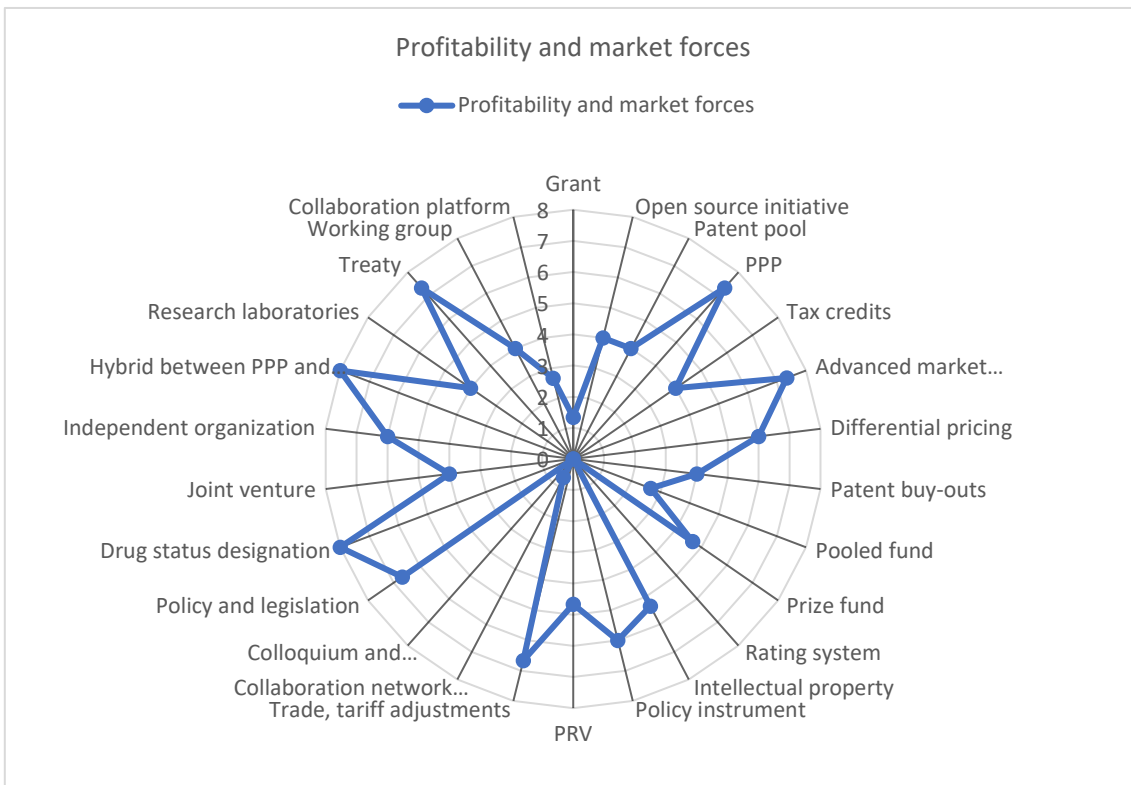 Profitability and market forces
Profitability and market forces
Grant
Collaboration platform
Open source initiative
8
Working group
Patent pool
7
Treaty
PPP
6
Research laboratories
Tax credits
5
4
Hybrid between PPP and...
Advanced market...
3
2
Independent organization
Differential pricing
1
0
Joint venture
Patent buy-outs
Drug status designation
Pooled fund
Policy and legislation
Prize fund
Colloquium and...
Rating system
Collaboration network...
Intellectual property
Trade, tariff adjustments
Policy instrument
PRV